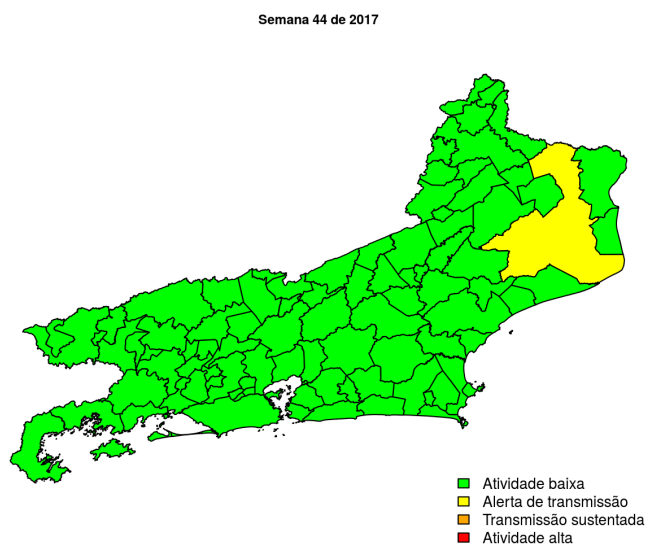 Semana 44 de 2017
Atividade baixa
Alerta de transmissão
Transmissão sustentada
Atividade alta